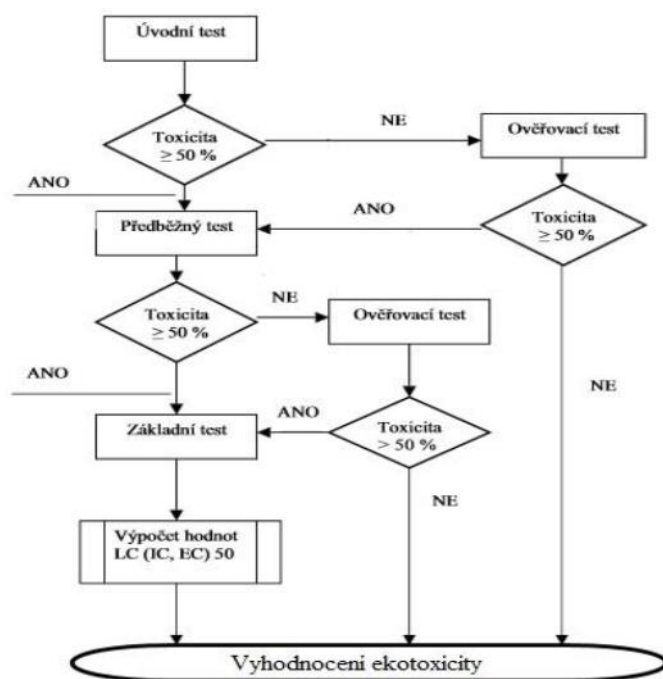 Úvodní test
Toxicita
≥ 50 %
NE
Ověřovací test
ANO
Předběžný test
ANO
Toxicita
≥ 50 %
Toxicita
≥ 50 %
NE
Ověřovací test
ANO
Základní test
ANO
Toxicita
> 50 %
NE
NE
Výpočet hodnot
LC (IC, EC) 50
Vyhodnocení ekotoxicity